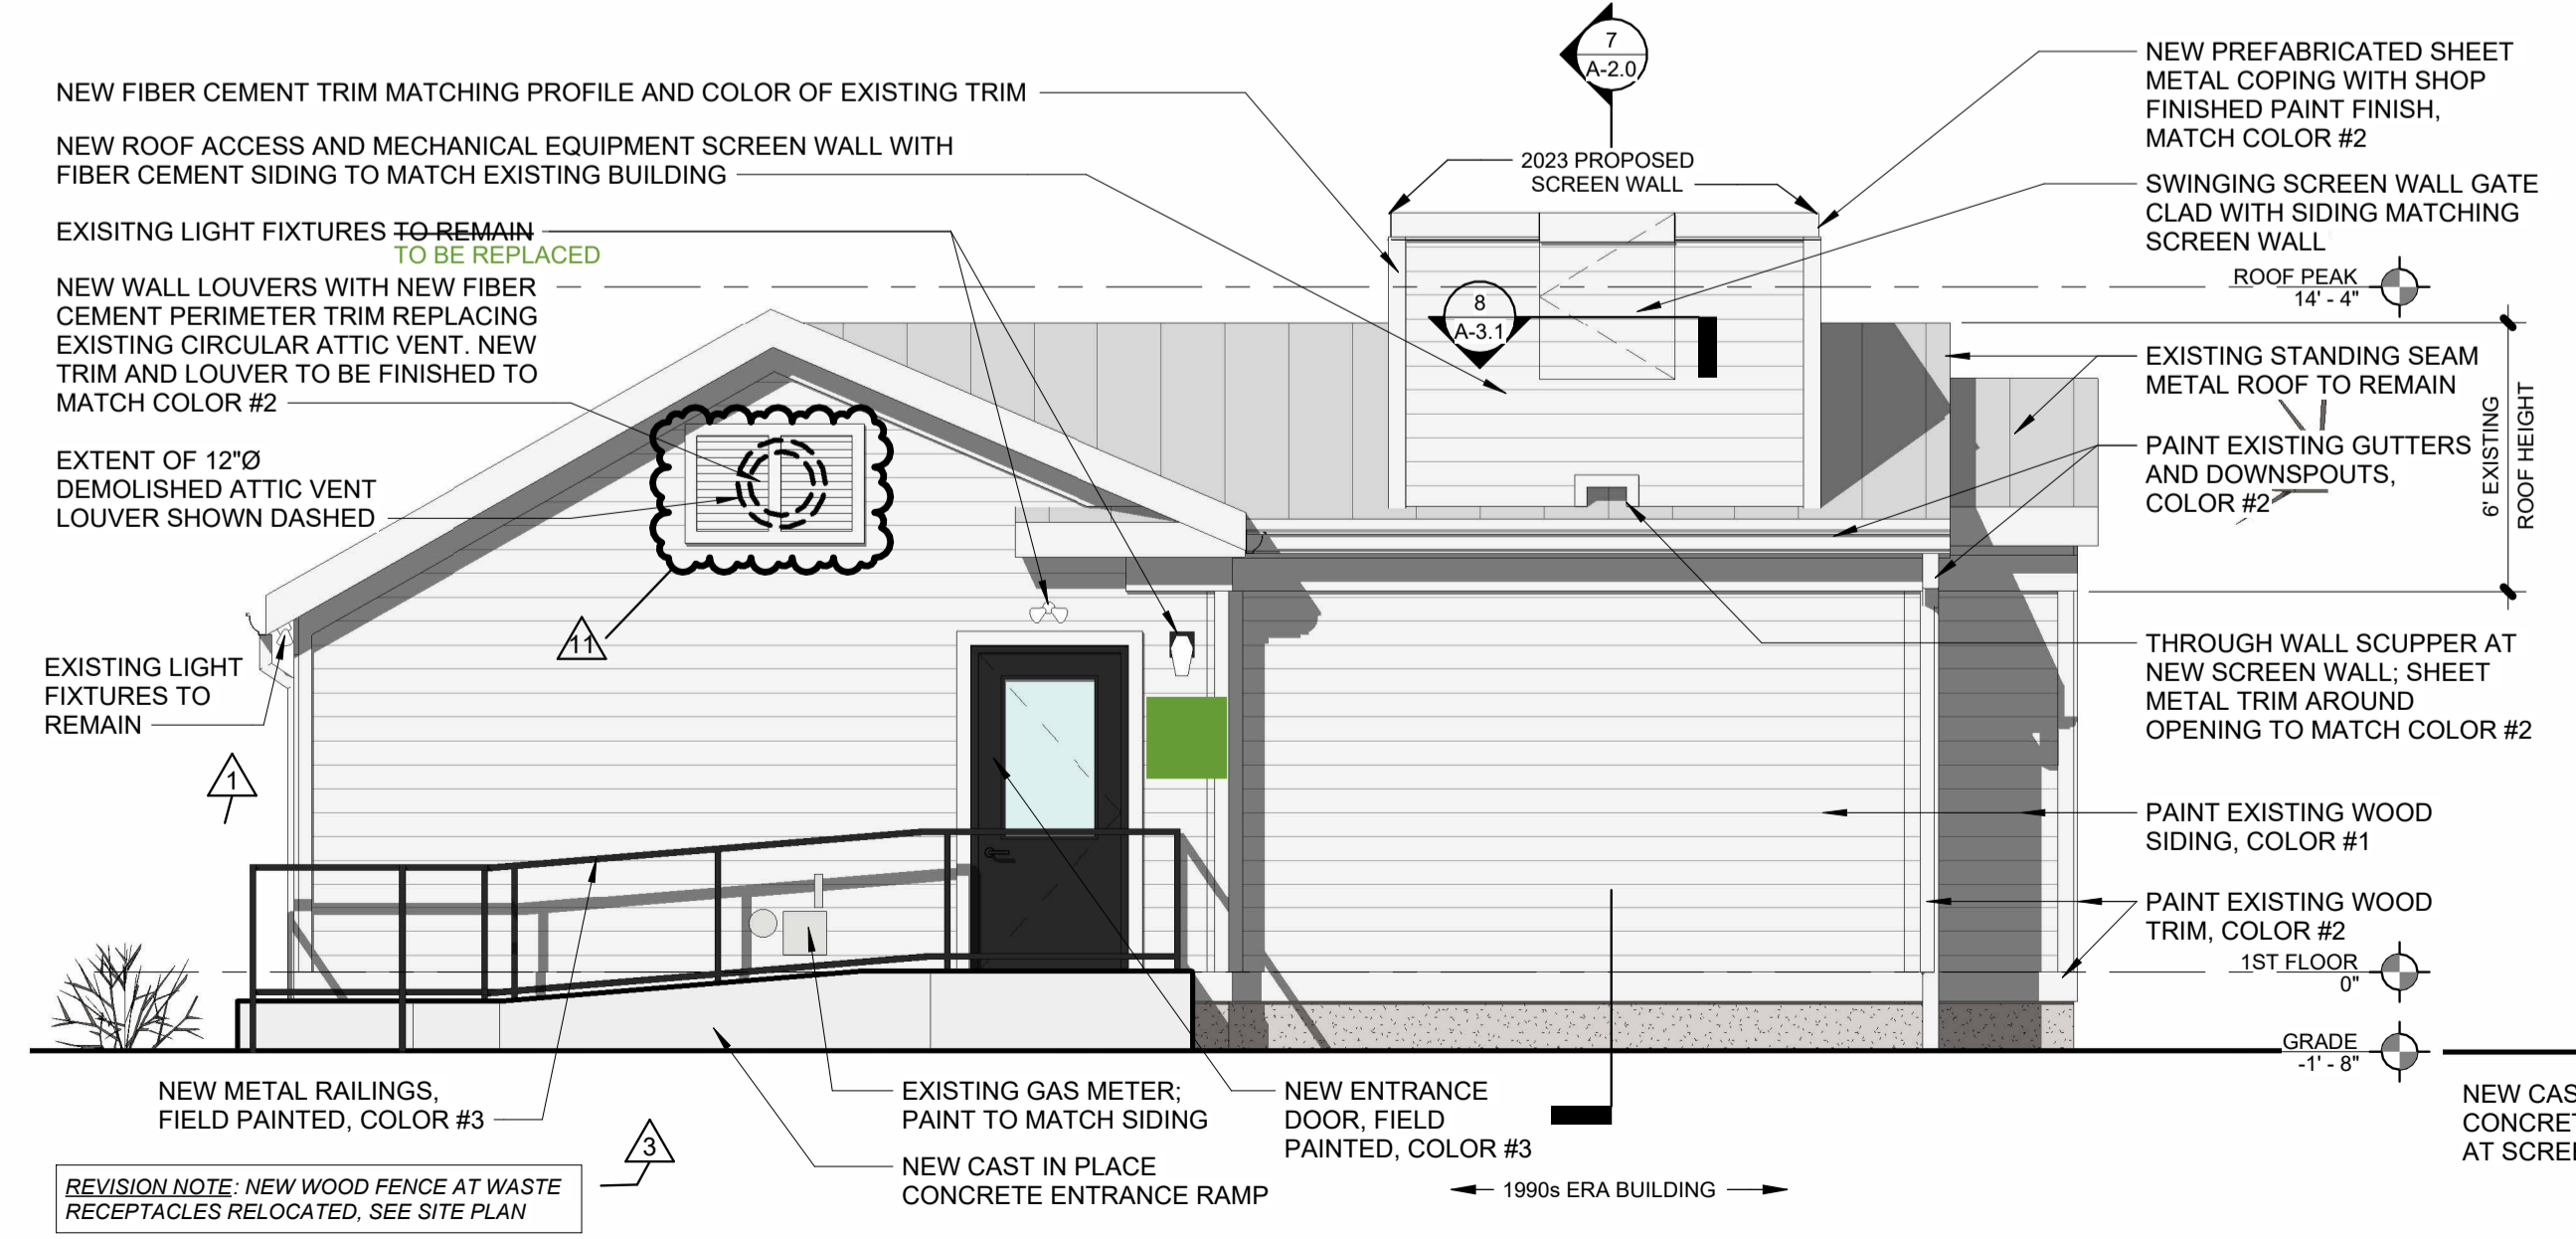 7
A-2.0
NEW FIBER CEMENT TRIM MATCHING PROFILE AND COLOR OF EXISTING TRIM
NEW ROOF ACCESS AND MECHANICAL EQUIPMENT SCREEN WALL WITH
FIBER CEMENT SIDING TO MATCH EXISTING BUILDING
EXISITNG LIGHT FIXTURES TO REMAIN
TO BE REPLACED
NEW WALL LOUVERS WITH NEW FIBER
CEMENT PERIMETER TRIM REPLACING
EXISTING CIRCULAR ATTIC VENT. NEW
TRIM AND LOUVER TO BE FINISHED TO
MATCH COLOR #2
EXTENT OF 12"Ø
DEMOLISHED ATTIC VENT
LOUVER SHOWN DASHED
11
EXISTING LIGHT
FIXTURES TO
REMAIN
1
2023 PROPOSED
SCREEN WALL
8
A-3.1
NEW PREFABRICATED SHEET
METAL COPING WITH SHOP
FINISHED PAINT FINISH,
MATCH COLOR #2
SWINGING SCREEN WALL GATE
CLAD WITH SIDING MATCHING
SCREEN WALL
ROOF PEAK
14' - 4"
EXISTING STANDING SEAM
METAL ROOF TO REMAIN
PAINT EXISTING GUTTERS
AND DOWNSPOUTS,
COLOR #2
6' EXISTING
ROOF HEIGHT
THROUGH WALL SCUPPER AT
NEW SCREEN WALL; SHEET
METAL TRIM AROUND
OPENING TO MATCH COLOR #2
PAINT EXISTING WOOD
SIDING, COLOR #1
PAINT EXISTING WOOD
TRIM, COLOR #2
1ST FLOOR
0"
GRADE
-1' - 8"
NEW METAL RAILINGS,
FIELD PAINTED, COLOR #3
3
REVISION NOTE: NEW WOOD FENCE AT WASTE
RECEPTACLES RELOCATED, SEE SITE PLAN
EXISTING GAS METER;
PAINT TO MATCH SIDING
NEW CAST IN PLACE
CONCRETE ENTRANCE RAMP
NEW ENTRANCE
DOOR, FIELD
PAINTED, COLOR #3
1990s ERA BUILDING
NEW CAS
CONCRE
AT SCRE